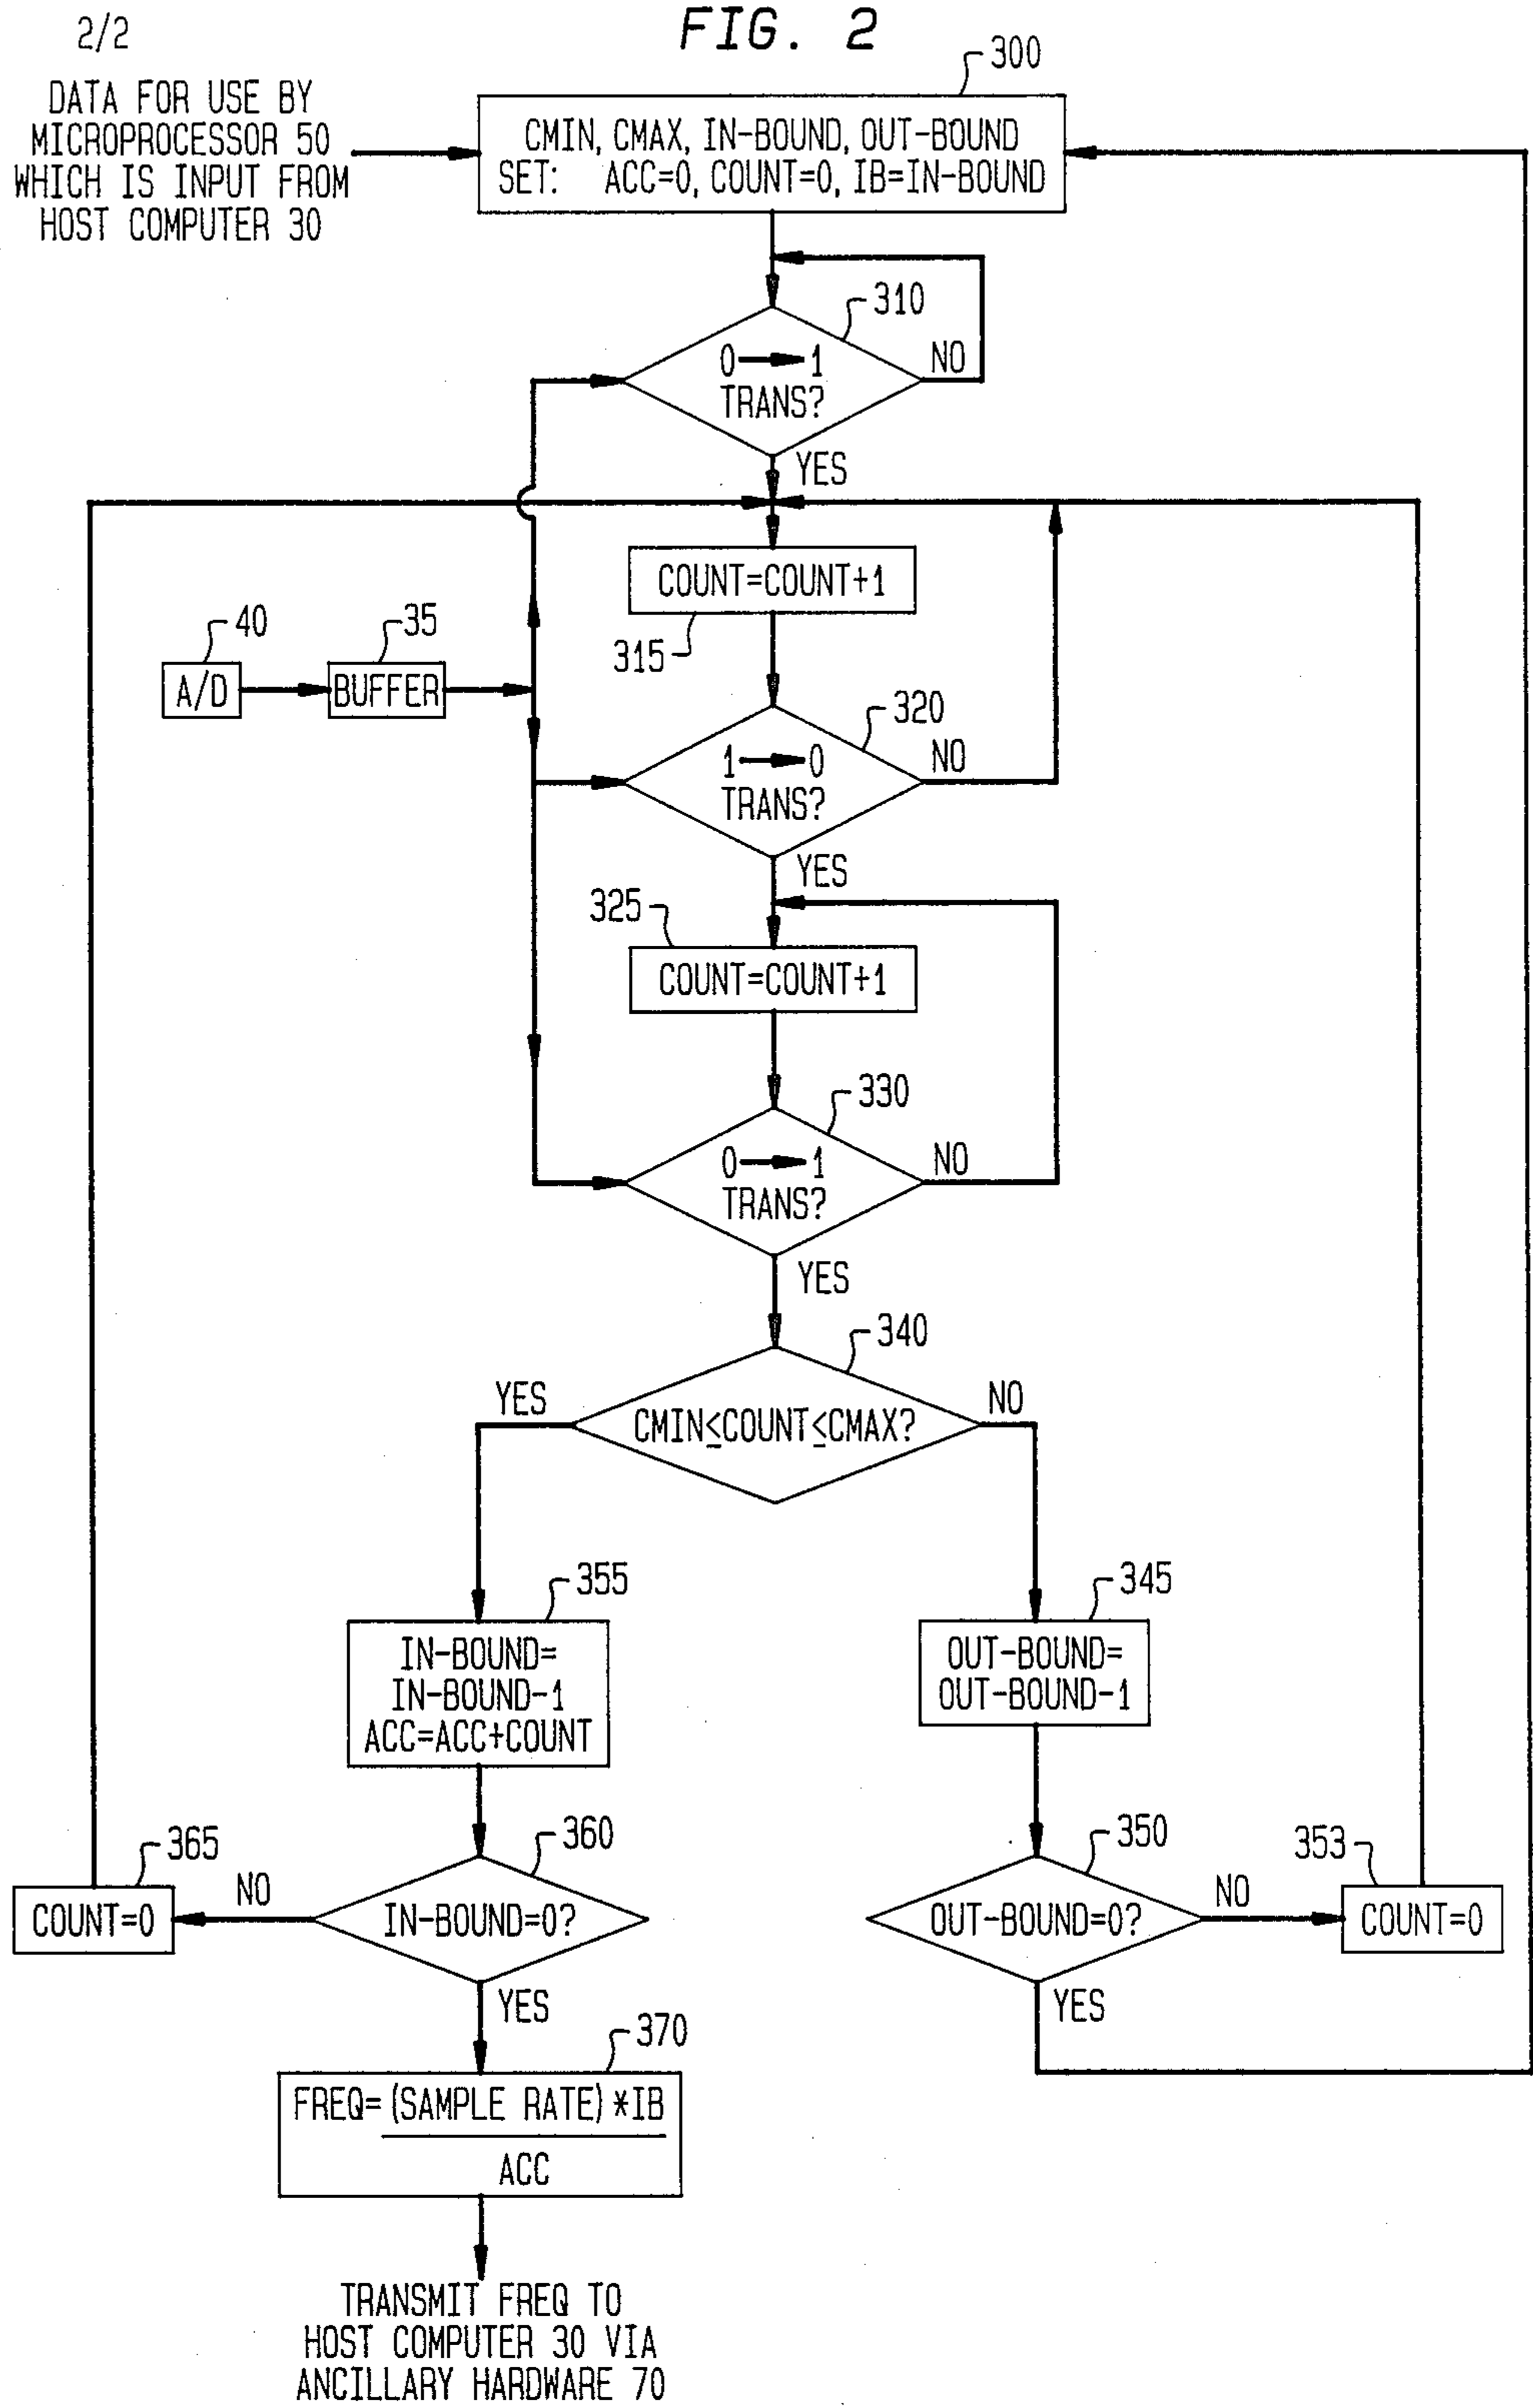 2/2
FIG. 2
DATA FOR USE BY
MICROPROCESSOR 50
WHICH IS INPUT FROM
HOST COMPUTER 30
300
CMIN, CMAX, IN-BOUND, OUT-BOUND
SET: ACC=0, COUNT=0, IB=IN-BOUND
310
0 → 1
TRANS?
NO
YES
COUNT=COUNT+1
315
40
A/D
35
BUFFER
320
1 → 0
TRANS?
NO
YES
325
COUNT=COUNT+1
330
0 → 1
TRANS?
NO
YES
340
CMIN≤COUNT≤CMAX?
YES
NO
355
IN-BOUND=
IN-BOUND-1
ACC=ACC+COUNT
345
OUT-BOUND=
OUT-BOUND-1
365
COUNT=0
NO
360
IN-BOUND=0?
YES
350
OUT-BOUND=0?
NO
YES
353
COUNT=0
370
FREQ=(SAMPLE RATE)*IB
ACC
TRANSMIT FREQ TO
HOST COMPUTER 30 VIA
ANCILLARY HARDWARE 70